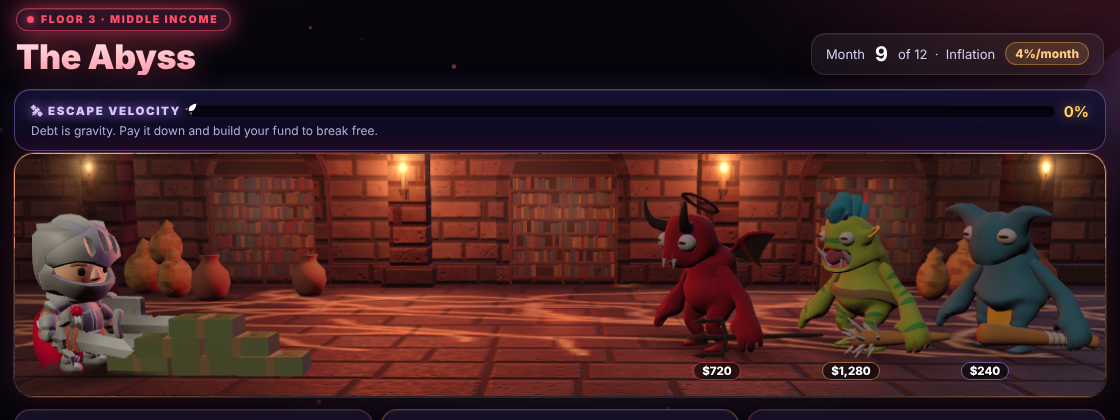 FLOOR 3 · MIDDLE INCOME
The Abyss
Month 9 of 12 · Inflation 4%/month
ESCAPE VELOCITY 0%
Debt is gravity. Pay it down and build your fund to break free.
$720 $1,280 $240